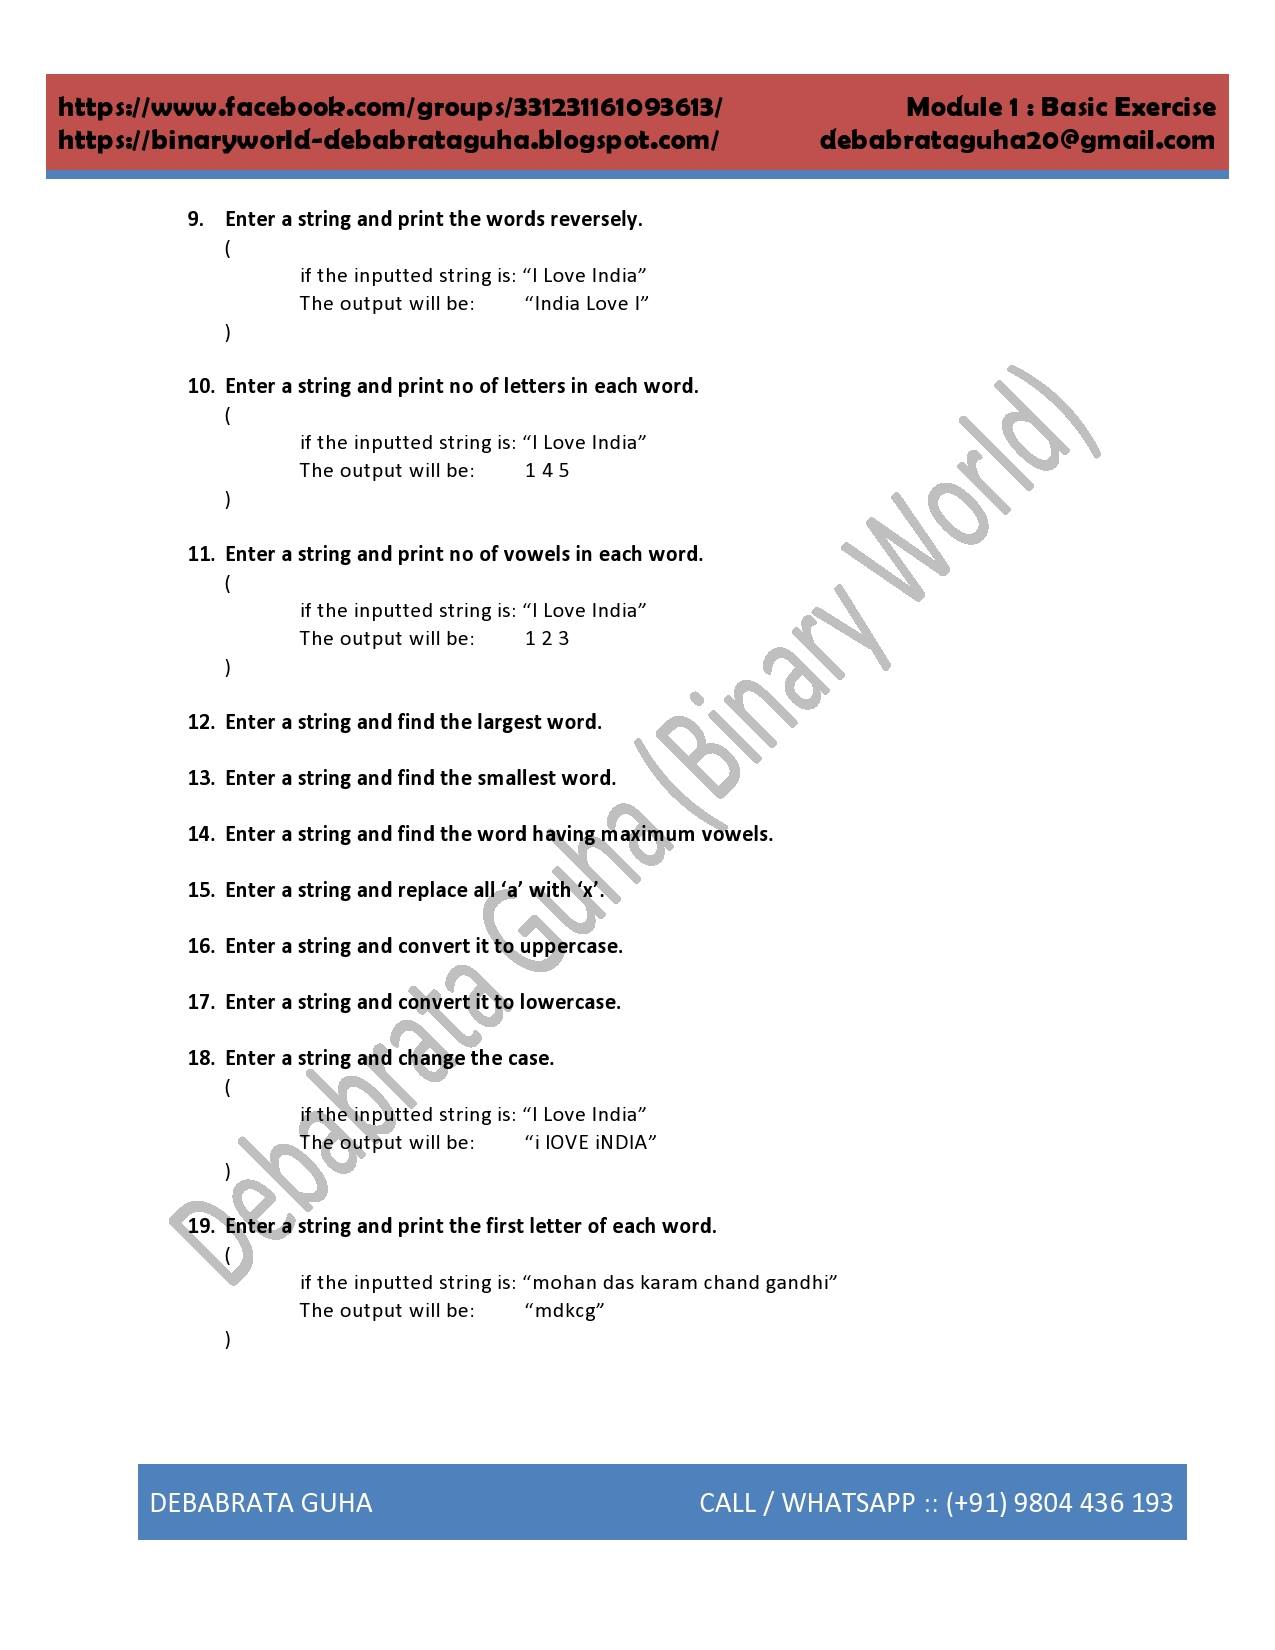 https://www.facebook.com/groups/331231161093613/ Module 1 : Basic Exercise
https://binaryworld-debabrataguha.blogspot.com/ debabrataguha20@gmail.com
9. Enter a string and print the words reversely.
(
if the inputted string is: “I Love India”
The output will be: “India Love I”
)
10. Enter a string and print no of letters in each word.
(
if the inputted string is: “I Love India”
The output will be: 1 4 5
)
11. Enter a string and print no of vowels in each word.
(
if the inputted string is: “I Love India”
The output will be: 1 2 3
)
12. Enter a string and find the largest word.
13. Enter a string and find the smallest word.
14. Enter a string and find the word having maximum vowels.
15. Enter a string and replace all ‘a’ with ‘x’.
16. Enter a string and convert it to uppercase.
17. Enter a string and convert it to lowercase.
18. Enter a string and change the case.
(
if the inputted string is: “I Love India”
The output will be: “i lOVE iNDIA”
)
19. Enter a string and print the first letter of each word.
(
if the inputted string is: “mohan das karam chand gandhi”
The output will be: “mdkcg”
)
Debabrata Guha (Binary World)
DEBABRATA GUHA CALL / WHATSAPP :: (+91) 9804 436 193